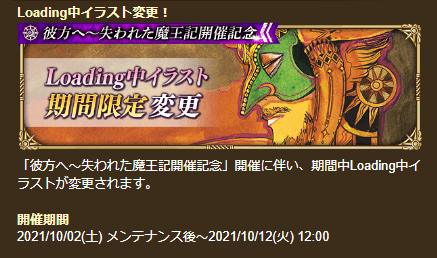 Loading中イラスト変更！
彼方へ～失われた魔王記開催記念
Loading中イラスト
期間限定変更
「彼方へ～失われた魔王記開催記念」開催に伴い、期間中Loading中イ
ラストが変更されます。
開催期間
2021/10/02(土) メンテナンス後～2021/10/12(火) 12:00